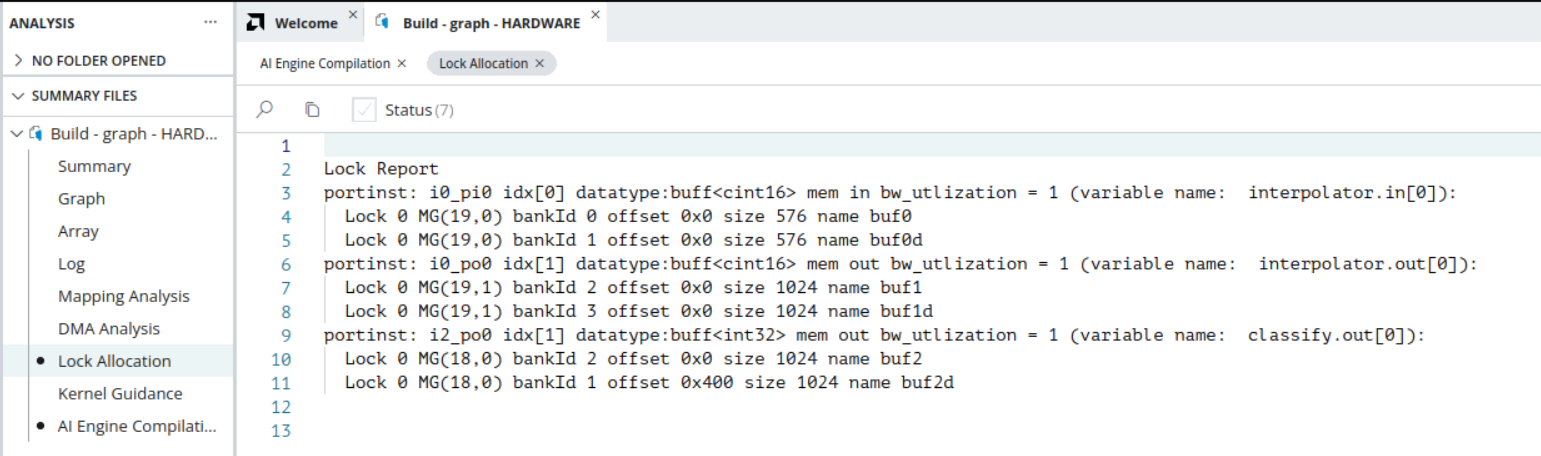 ANALYSIS ...
NO FOLDER OPENED
SUMMARY FILES
Build - graph - HARD...
Summary
Graph
Array
Log
Mapping Analysis
DMA Analysis
Lock Allocation
Kernel Guidance
AI Engine Compilati...
Welcome × Build - graph - HARDWARE ×
AI Engine Compilation × Lock Allocation ×
Status (7)
1
2 Lock Report
3 portinst: i0_pi0 idx[0] datatype:buff<cint16> mem in bw_utlization = 1 (variable name:  interpolator.in[0]):
4 Lock 0 MG(19,0) bankId 0 offset 0x0 size 576 name buf0
5 Lock 0 MG(19,0) bankId 1 offset 0x0 size 576 name buf0d
6 portinst: i0_po0 idx[1] datatype:buff<cint16> mem out bw_utlization = 1 (variable name:  interpolator.out[0]):
7 Lock 0 MG(19,1) bankId 2 offset 0x0 size 1024 name buf1
8 Lock 0 MG(19,1) bankId 3 offset 0x0 size 1024 name buf1d
9 portinst: i2_po0 idx[1] datatype:buff<int32> mem out bw_utlization = 1 (variable name:  classify.out[0]):
10 Lock 0 MG(18,0) bankId 2 offset 0x0 size 1024 name buf2
11 Lock 0 MG(18,0) bankId 1 offset 0x400 size 1024 name buf2d
12
13